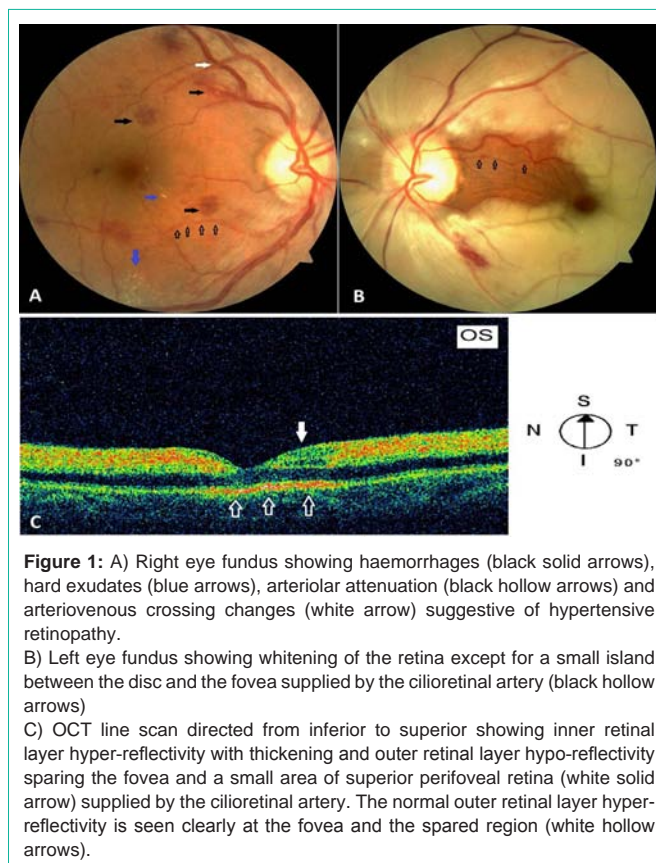 A
B
OS
S
N T
I 90°
C
Figure 1: A) Right eye fundus showing haemorrhages (black solid arrows),
hard exudates (blue arrows), arteriolar attenuation (black hollow arrows) and
arteriovenous crossing changes (white arrow) suggestive of hypertensive
retinopathy.
B) Left eye fundus showing whitening of the retina except for a small island
between the disc and the fovea supplied by the cilioretinal artery (black hollow
arrows)
C) OCT line scan directed from inferior to superior showing inner retinal
layer hyper-reflectivity with thickening and outer retinal layer hypo-reflectivity
sparing the fovea and a small area of superior perifoveal retina (white solid
arrow) supplied by the cilioretinal artery. The normal outer retinal layer hyper-
reflectivity is seen clearly at the fovea and the spared region (white hollow
arrows).